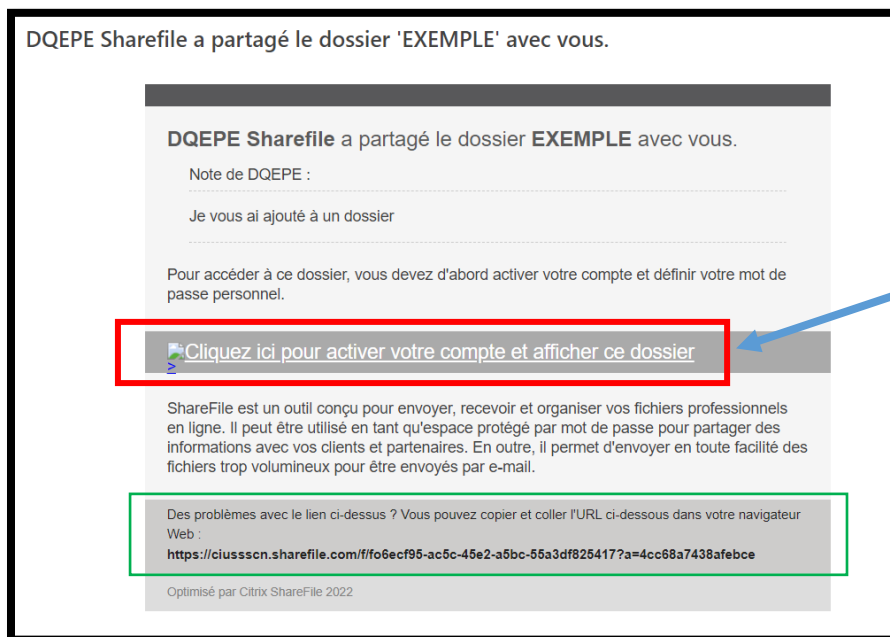 DQEPE Sharefile a partagé le dossier 'EXEMPLE' avec vous.
DQEPE Sharefile a partagé le dossier EXEMPLE avec vous.
Note de DQEPE :
Je vous ai ajouté à un dossier
Pour accéder à ce dossier, vous devez d'abord activer votre compte et définir votre mot de
passe personnel.
Cliquez ici pour activer votre compte et afficher ce dossier
>
ShareFile est un outil conçu pour envoyer, recevoir et organiser vos fichiers professionnels
en ligne. Il peut être utilisé en tant qu'espace protégé par mot de passe pour partager des
informations avec vos clients et partenaires. En outre, il permet d'envoyer en toute facilité des
fichiers trop volumineux pour être envoyés par e-mail.
Des problèmes avec le lien ci-dessus ? Vous pouvez copier et coller l'URL ci-dessous dans votre navigateur
Web :
https://ciussscn.sharefile.com/f/fo6ecf95-ac5c-45e2-a5bc-55a3df825417?a=4cc68a7438afebce
Optimisé par Citrix ShareFile 2022